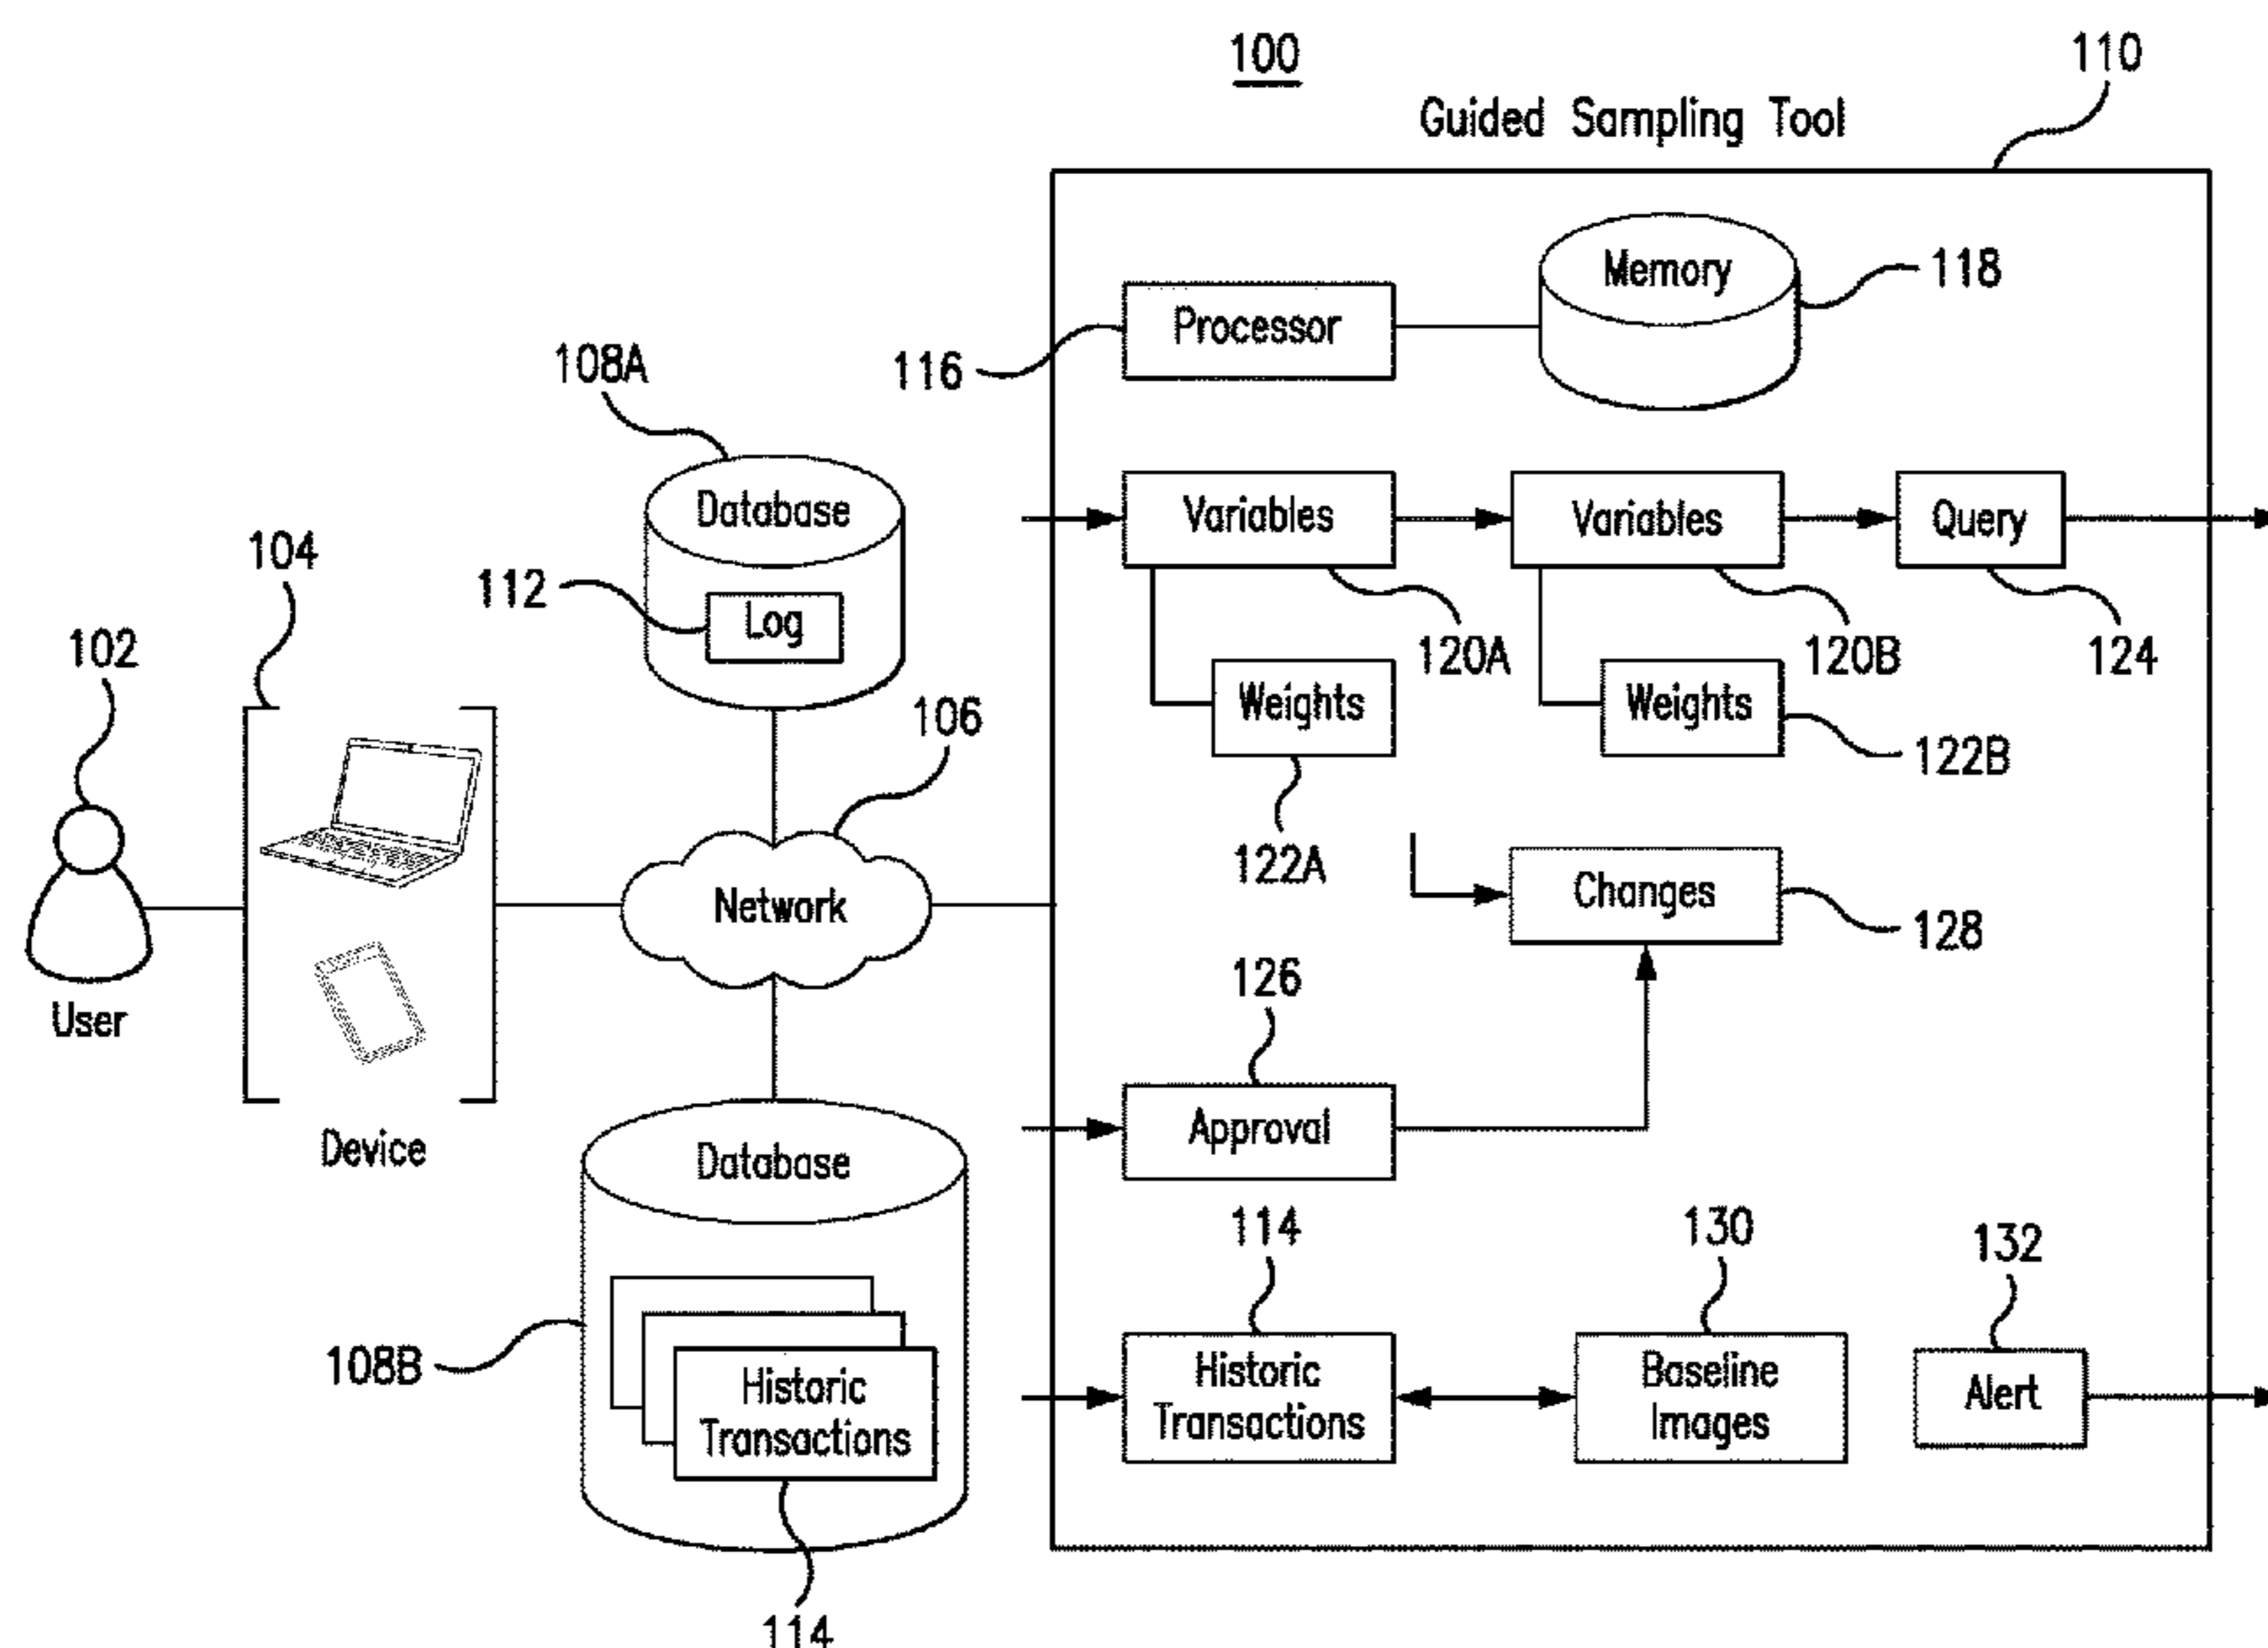 100
110
Guided Sampling Tool
Memory
118
Processor
116
108A
Database
Variables
Variables
Query
104
112
Log
102
120A
120B
124
Weights
Weights
106
122B
122A
Network
Changes
128
126
User
Approval
Device
Database
114
130
132
108B
Historic
Transactions
Historic
Transactions
Baseline
Images
Alert
114